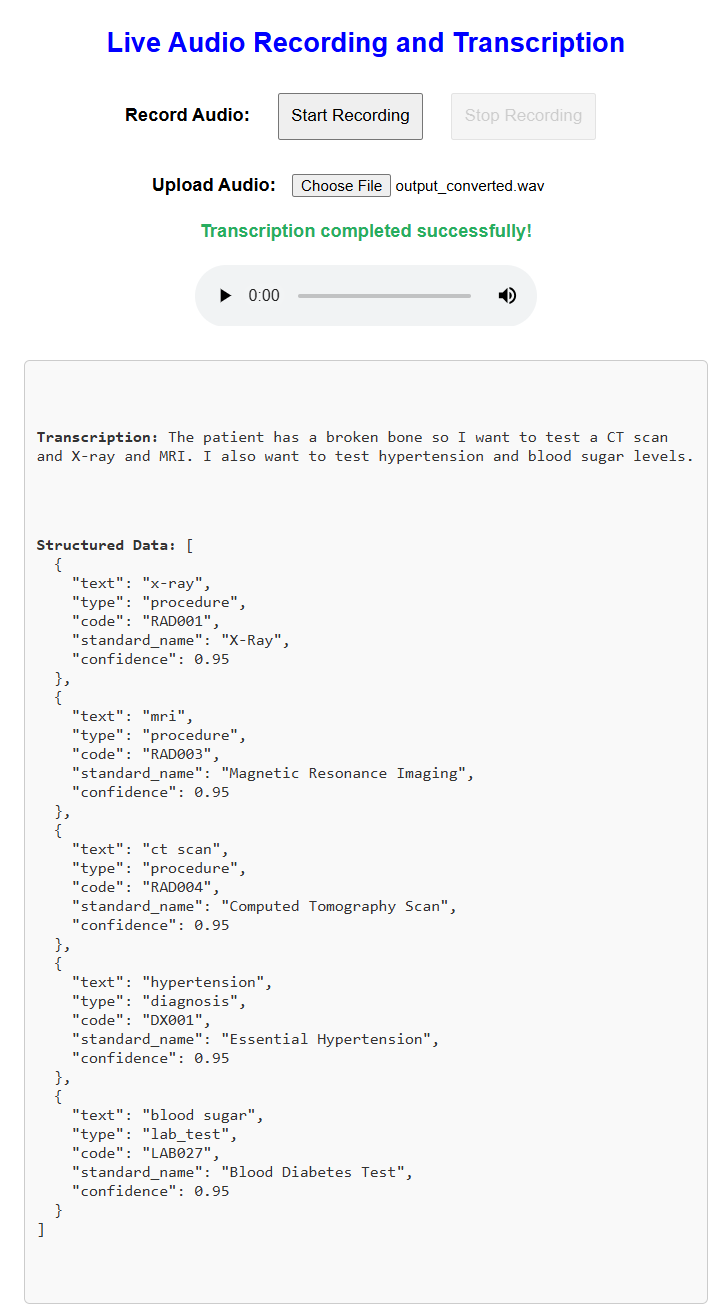 Live Audio Recording and Transcription
Record Audio: Start Recording Stop Recording
Upload Audio: Choose File output_converted.wav
Transcription completed successfully!
0:00
Transcription: The patient has a broken bone so I want to test a CT scan
and X-ray and MRI. I also want to test hypertension and blood sugar levels.
Structured Data: [
  {
    "text": "x-ray",
    "type": "procedure",
    "code": "RAD001",
    "standard_name": "X-Ray",
    "confidence": 0.95
  },
  {
    "text": "mri",
    "type": "procedure",
    "code": "RAD003",
    "standard_name": "Magnetic Resonance Imaging",
    "confidence": 0.95
  },
  {
    "text": "ct scan",
    "type": "procedure",
    "code": "RAD004",
    "standard_name": "Computed Tomography Scan",
    "confidence": 0.95
  },
  {
    "text": "hypertension",
    "type": "diagnosis",
    "code": "DX001",
    "standard_name": "Essential Hypertension",
    "confidence": 0.95
  },
  {
    "text": "blood sugar",
    "type": "lab_test",
    "code": "LAB027",
    "standard_name": "Blood Diabetes Test",
    "confidence": 0.95
  }
]